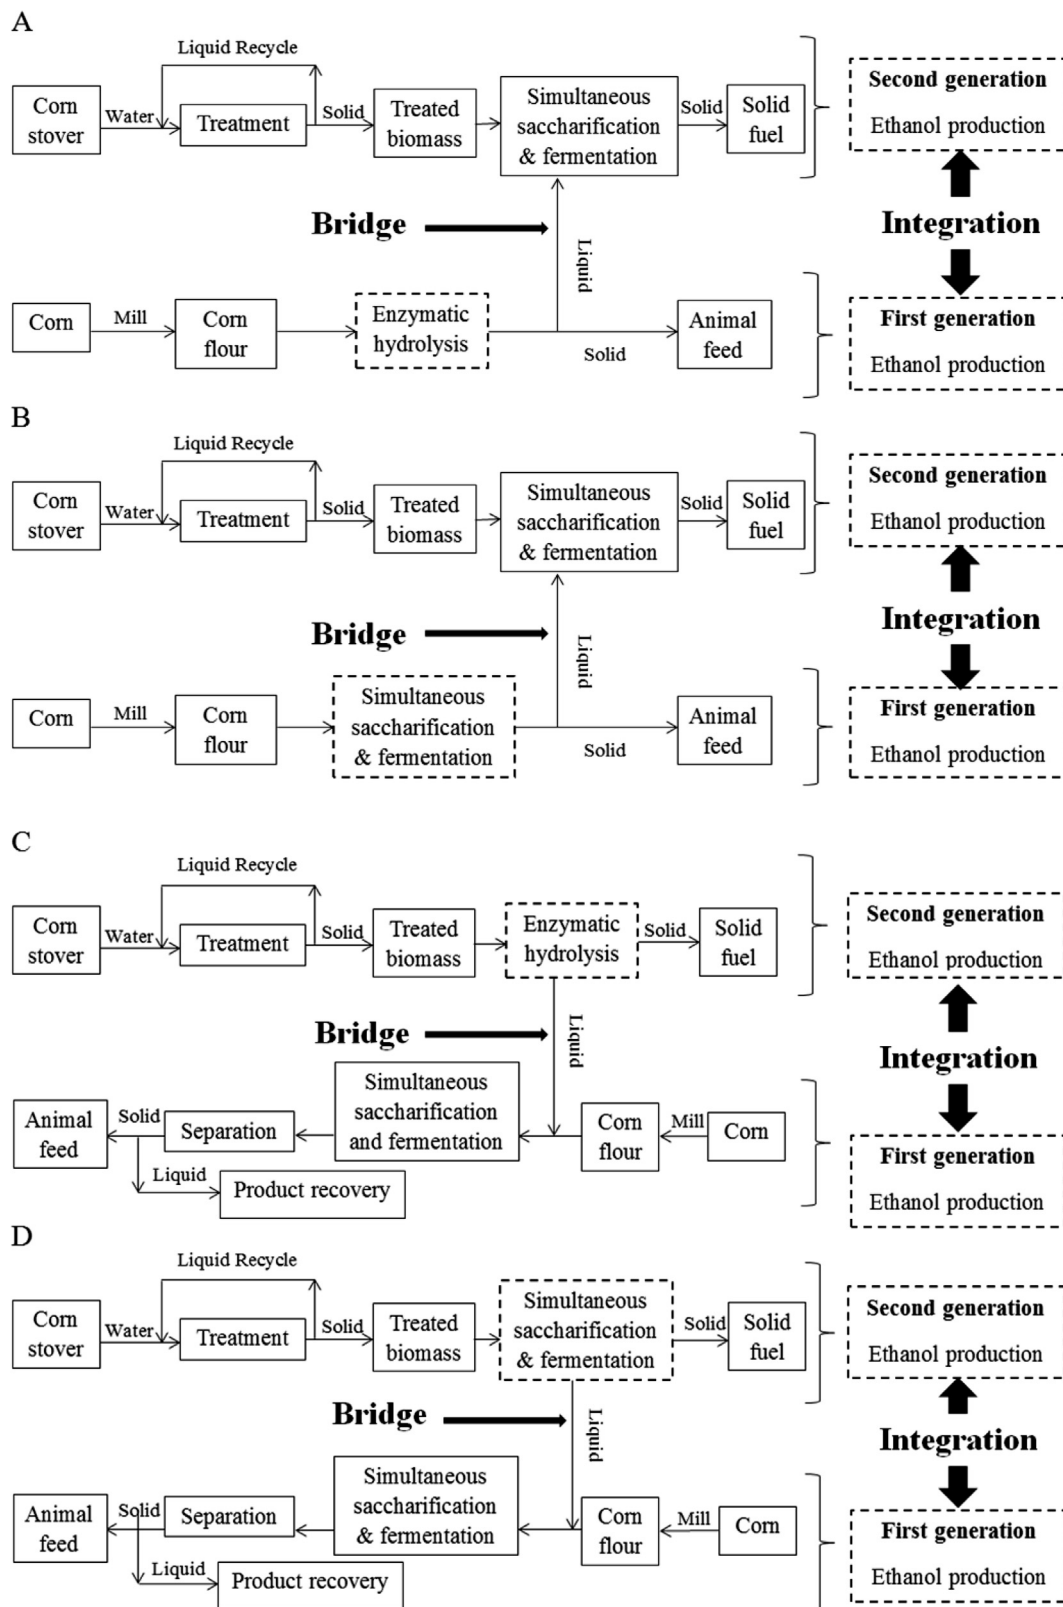 A
Liquid Recycle
Corn
stover
Water
Treatment
Solid
Treated
biomass
Simultaneous
saccharification
& fermentation
Solid
Solid
fuel
Second generation
Ethanol production
Bridge
Liquid
Integration
Corn
Mill
Corn
flour
Enzymatic
hydrolysis
Solid
Animal
feed
First generation
Ethanol production
B
Liquid Recycle
Corn
stover
Water
Treatment
Solid
Treated
biomass
Simultaneous
saccharification
& fermentation
Solid
Solid
fuel
Second generation
Ethanol production
Bridge
Liquid
Integration
Corn
Mill
Corn
flour
Simultaneous
saccharification
& fermentation
Solid
Animal
feed
First generation
Ethanol production
C
Liquid Recycle
Corn
stover
Water
Treatment
Solid
Treated
biomass
Enzymatic
hydrolysis
Solid
Solid
fuel
Second generation
Ethanol production
Bridge
Liquid
Integration
Animal
feed
Solid
Separation
Simultaneous
saccharification
and fermentation
Corn
flour
Mill
Corn
Liquid
Product recovery
First generation
Ethanol production
D
Liquid Recycle
Corn
stover
Water
Treatment
Solid
Treated
biomass
Simultaneous
saccharification
& fermentation
Solid
Solid
fuel
Second generation
Ethanol production
Bridge
Liquid
Integration
Animal
feed
Solid
Separation
Simultaneous
saccharification
& fermentation
Corn
flour
Mill
Corn
Liquid
Product recovery
First generation
Ethanol production